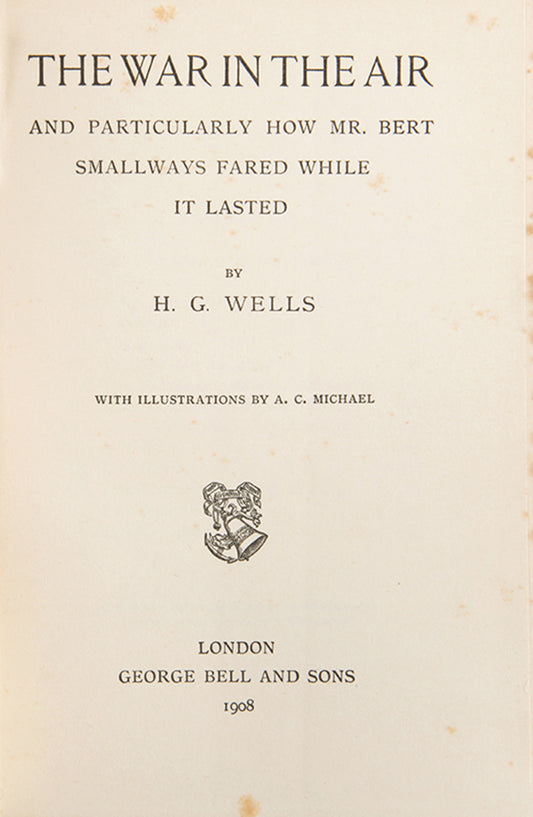 THE WAR IN THE AIR
AND PARTICULARLY HOW MR. BERT
SMALLWAYS FARED WHILE
IT LASTED
BY
H. G. WELLS
WITH ILLUSTRATIONS BY A. C. MICHAEL
LONDON
GEORGE BELL AND SONS
1908